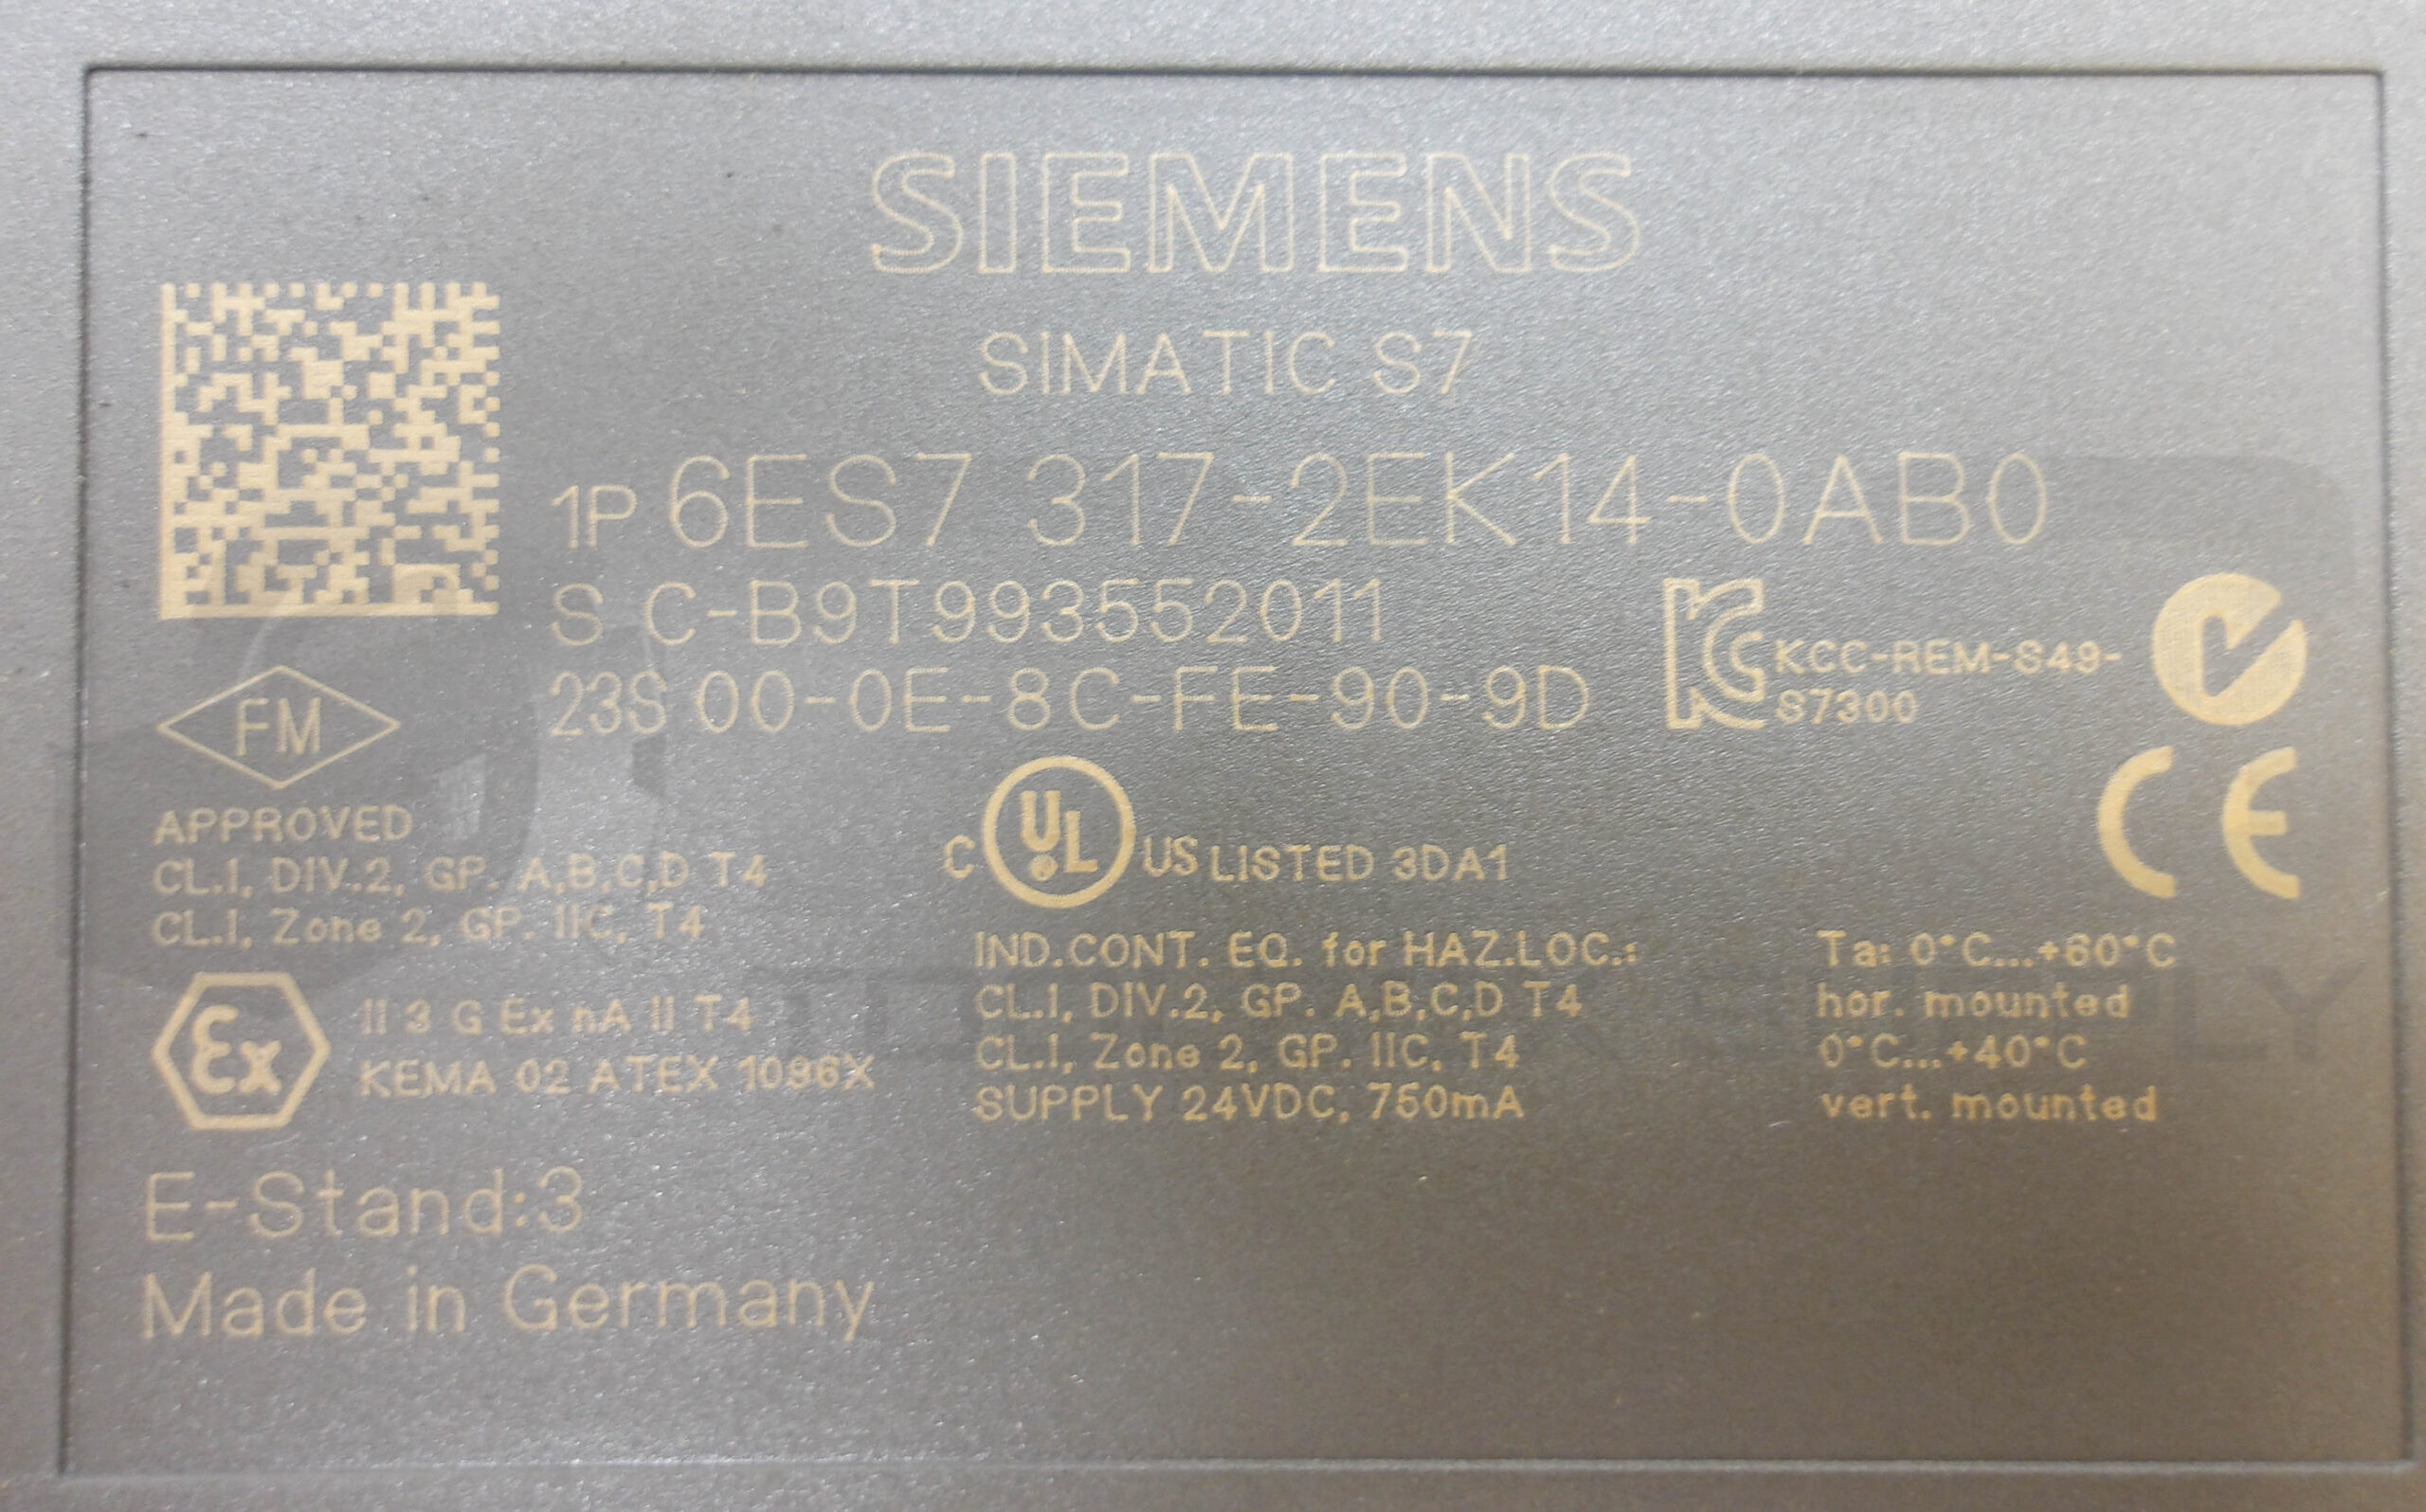 SIEMENS
SIMATIC S7
1P 6ES7 317-2EK14-0AB0
S C-B9T993552011
23S 00-0E-8C-FE-90-9D
KCC-REM-S49-
S7300
FM
APPROVED
CL.I, DIV.2, GP. A,B,C,D T4
CL.I, Zone 2, GP. IIC, T4
Ex
II 3 G Ex nA II T4
KEMA 02 ATEX 1096X
C UL US LISTED 3DA1
IND.CONT. EQ. for HAZ.LOC.:
CL.I, DIV.2, GP. A,B,C,D T4
CL.I, Zone 2, GP. IIC, T4
SUPPLY 24VDC, 750mA
CE
Ta: 0°C...+60°C
hor. mounted
0°C...+40°C
vert. mounted
E-Stand:3
Made in Germany